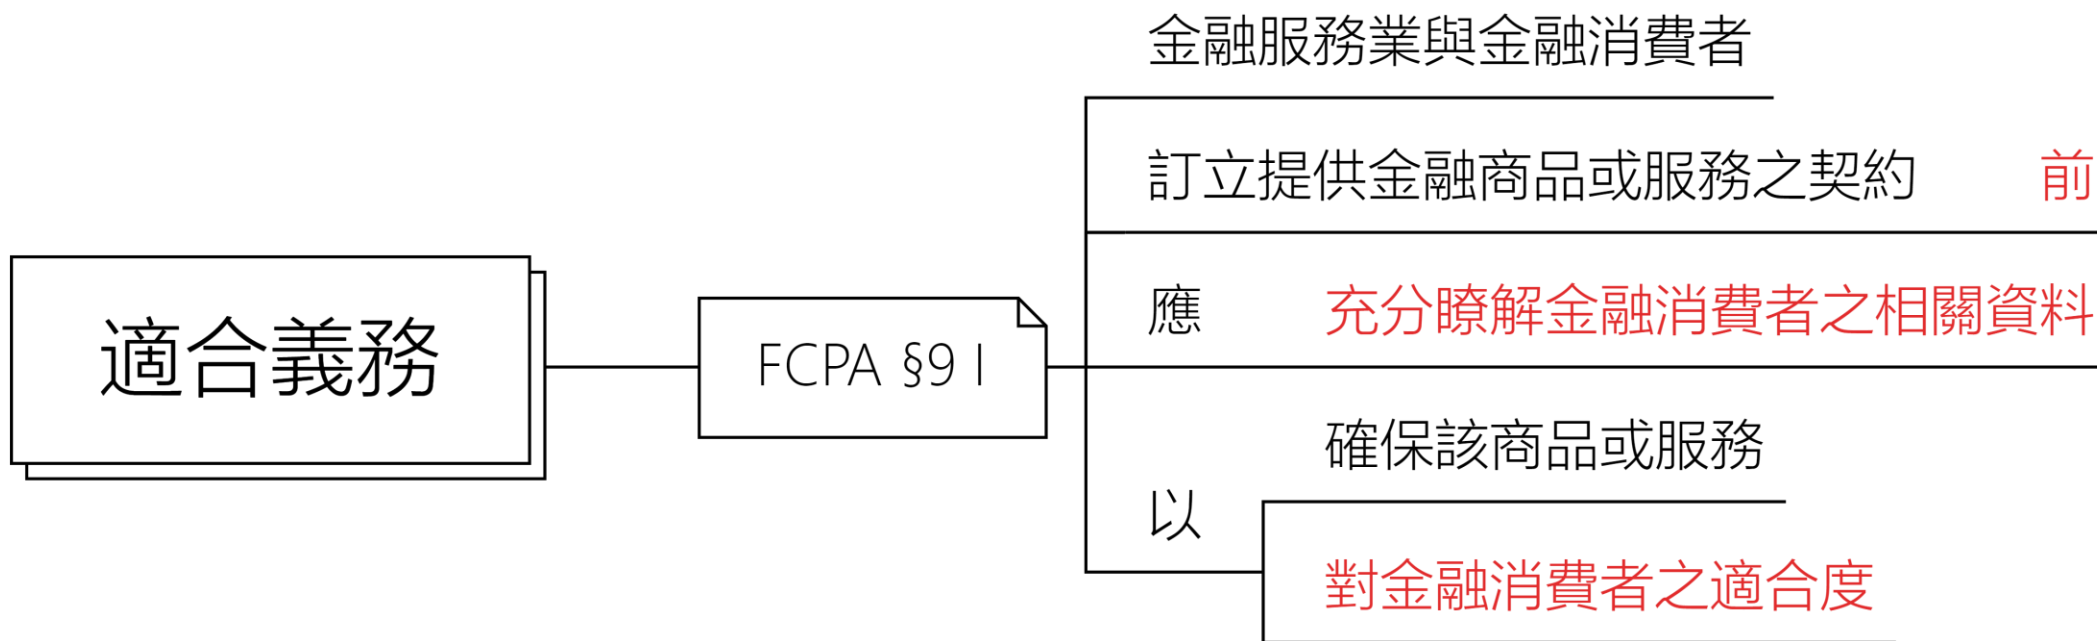 適合義務
FCPA §9 I
金融服務業與金融消費者
訂立提供金融商品或服務之契約 前
應 充分瞭解金融消費者之相關資料
以
確保該商品或服務
對金融消費者之適合度